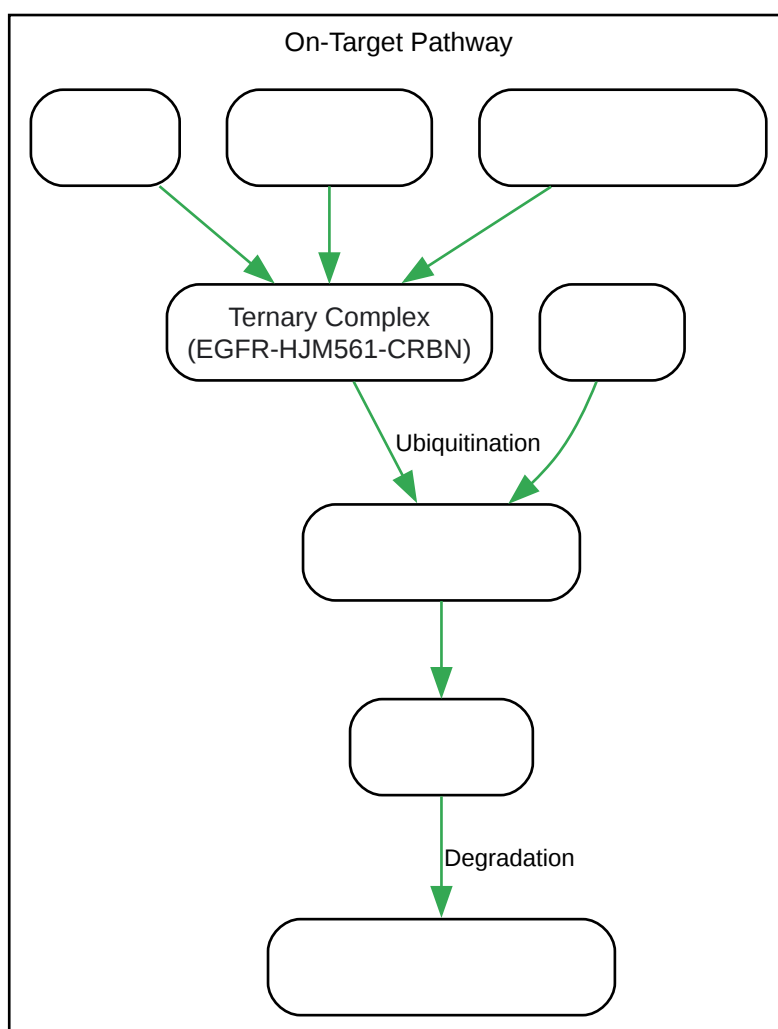 On-Target Pathway
Ternary Complex
(EGFR-HJM561-CRBN)
Ubiquitination
Degradation